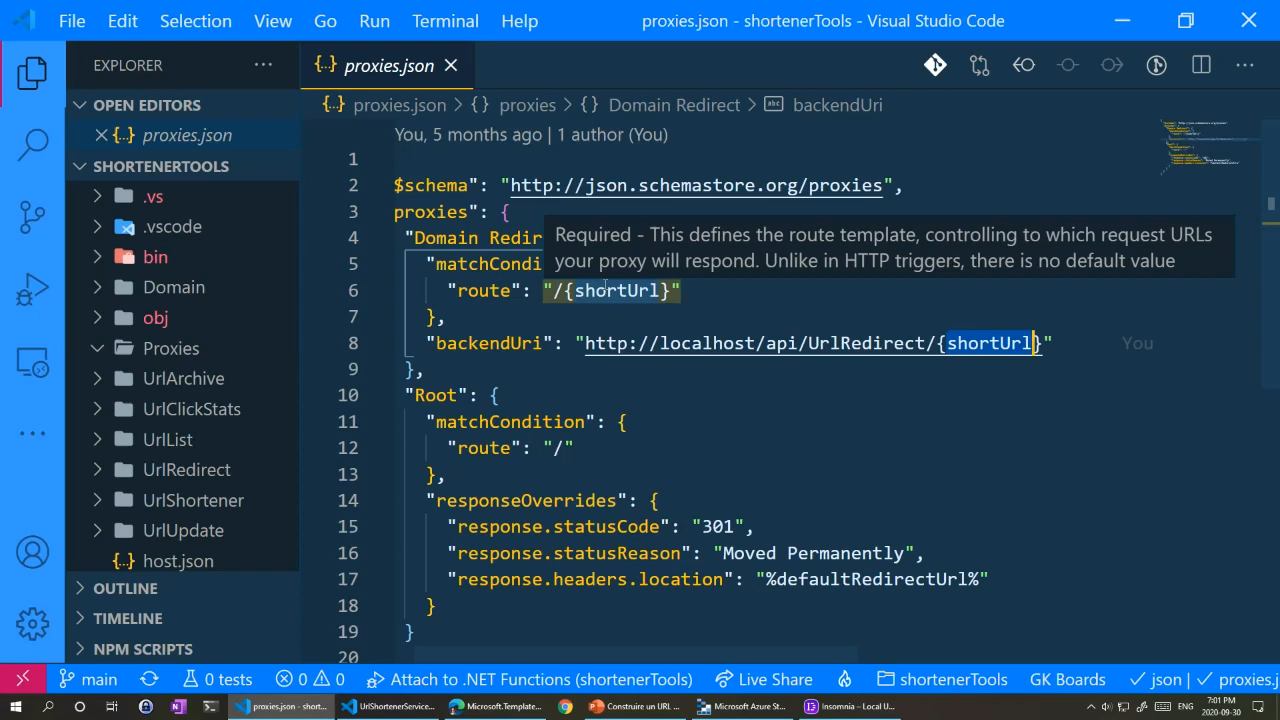 File Edit Selection View Go Run Terminal Help proxies.json - shortenerTools - Visual Studio Code
EXPLORER
OPEN EDITORS
{..} proxies.json
SHORTENERTOOLS
.vs
.vscode
bin
Domain
obj
Proxies
UrlArchive
UrlClickStats
UrlList
UrlRedirect
UrlShortener
UrlUpdate
{..} host.json
OUTLINE
TIMELINE
NPM SCRIPTS
{..} proxies.json
{..} proxies.json > {} proxies > {} Domain Redirect > abc backendUri
You, 5 months ago | 1 author (You)
1
2 $schema": "http://json.schemastore.org/proxies",
3 proxies": {
4 "Domain Redir
Required - This defines the route template, controlling to which request URLs
your proxy will respond. Unlike in HTTP triggers, there is no default value
5 "matchCondi
6 "route": "/{shortUrl}"
7 },
8 "backendUri": "http://localhost/api/UrlRedirect/{shortUrl}" You
9 },
10 "Root": {
11 "matchCondition": {
12 "route": "/"
13 },
14 "responseOverrides": {
15 "response.statusCode": "301",
16 "response.statusReason": "Moved Permanently",
17 "response.headers.location": "%defaultRedirectUrl%"
18 }
19 }
20
main 0 tests 0 0 Attach to .NET Functions (shortenerTools) Live Share shortenerTools GK Boards json | proxies.j
proxies.json - short... UrlShortenerService... Microsoft.Template... Construire un URL ... Microsoft Azure St... Insomnia – Local U... 7:01 PM
2020-09-30